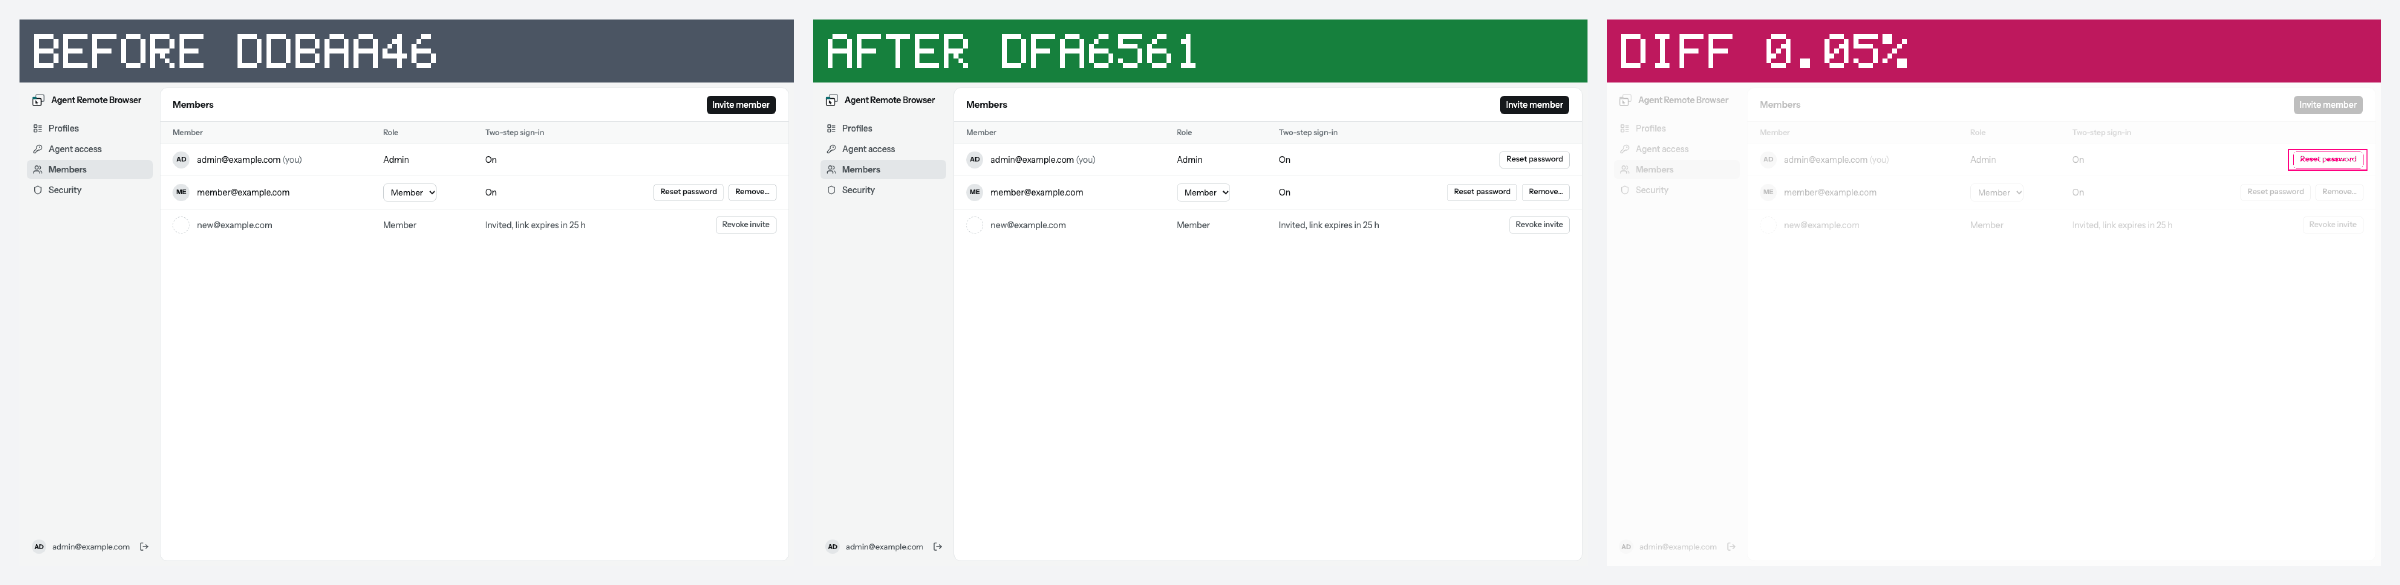 BEFORE DDBAA46
Agent Remote Browser
Profiles
Agent access
Members
Security
AD admin@example.com
Members
Invite member
Member Role Two-step sign-in
AD admin@example.com (you) Admin On
ME member@example.com Member On Reset password Remove...
new@example.com Member Invited, link expires in 25 h Revoke invite
AFTER DFA6561
Agent Remote Browser
Profiles
Agent access
Members
Security
AD admin@example.com
Members
Invite member
Member Role Two-step sign-in
AD admin@example.com (you) Admin On Reset password
ME member@example.com Member On Reset password Remove...
new@example.com Member Invited, link expires in 25 h Revoke invite
DIFF 0.05%
Agent Remote Browser
Profiles
Agent access
Members
Security
AD admin@example.com
Members
Invite member
Member Role Two-step sign-in
AD admin@example.com (you) Admin On Reset password
ME member@example.com Member On Reset password Remove...
new@example.com Member Invited, link expires in 25 h Revoke invite